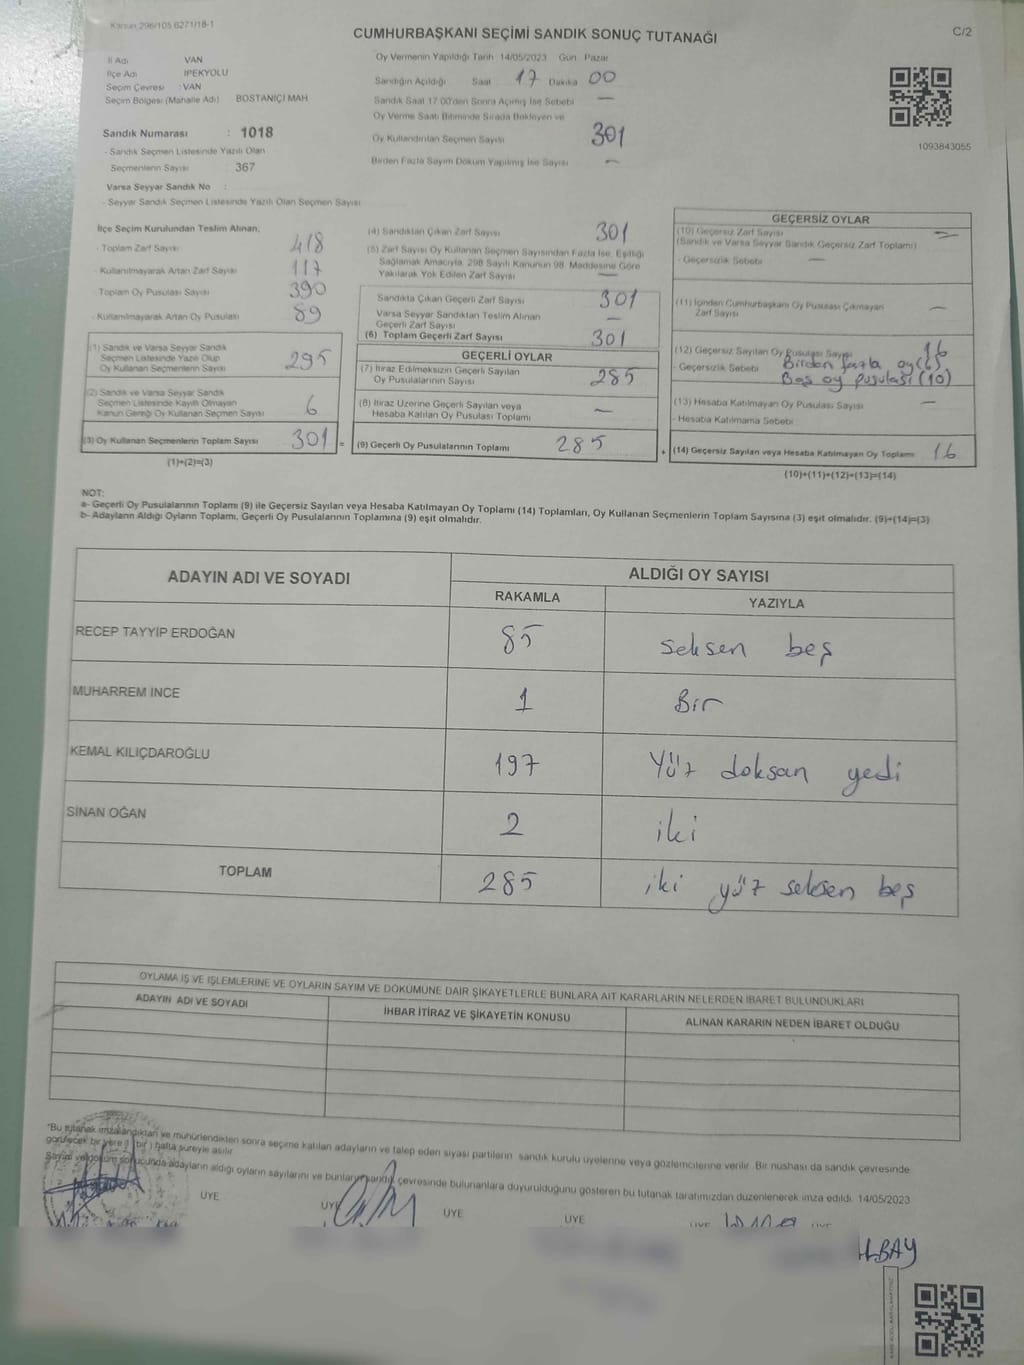 Kanun 296/105 6271/18-1
CUMHURBAŞKANI SEÇİMİ SANDIK SONUÇ TUTANAĞI
C/2
İl Adı VAN
İlçe Adı İPEKYOLU
Seçim Çevresi : VAN
Seçim Bölgesi (Mahalle Adı) BOSTANİÇİ MAH
Sandık Numarası : 1018
- Sandık Seçmen Listesinde Yazılı Olan
Seçmenlerin Sayısı 367
Varsa Seyyar Sandık No :
- Seyyar Sandık Seçmen Listesinde Yazılı Olan Seçmen Sayısı
Oy Vermenin Yapıldığı Tarih 14/05/2023 Gün Pazar
Sandığın Açıldığı Saat 17 Dakika 00
Sandık Saat 17.00'den Sonra Açılmış İse Sebebi —
Oy Verme Saati Bitiminde Sırada Bekleyen ve
Oy Kullandırılan Seçmen Sayısı 301
Birden Fazla Sayım Döküm Yapılmış İse Sayısı —
1093843055
İlçe Seçim Kurulundan Teslim Alınan;
- Toplam Zarf Sayısı 418
- Kullanılmayarak Artan Zarf Sayısı 117
- Toplam Oy Pusulası Sayısı 390
- Kullanılmayarak Artan Oy Pusulası 89
(1) Sandık ve Varsa Seyyar Sandık
Seçmen Listesinde Yazılı Olup
Oy Kullanan Seçmenlerin Sayısı 295
(2) Sandık ve Varsa Seyyar Sandık
Seçmen Listesinde Kayıtlı Olmayan
Kanun Gereği Oy Kullanan Seçmen Sayısı 6
(3) Oy Kullanan Seçmenlerin Toplam Sayısı 301 =
(1)+(2)=(3)
(4) Sandıktan Çıkan Zarf Sayısı 301
(5) Zarf Sayısı Oy Kullanan Seçmen Sayısından Fazla İse, Eşitliği
Sağlamak Amacıyla, 298 Sayılı Kanunun 98. Maddesine Göre
Yakılarak Yok Edilen Zarf Sayısı —
Sandıkta Çıkan Geçerli Zarf Sayısı 301
Varsa Seyyar Sandıktan Teslim Alınan
Geçerli Zarf Sayısı —
(6) Toplam Geçerli Zarf Sayısı 301
GEÇERLİ OYLAR
(7) İtiraz Edilmeksizin Geçerli Sayılan
Oy Pusulalarının Sayısı 285
(8) İtiraz Üzerine Geçerli Sayılan veya
Hesaba Katılan Oy Pusulası Toplamı —
(9) Geçerli Oy Pusulalarının Toplamı 285 +
GEÇERSİZ OYLAR
(10) Geçersiz Zarf Sayısı
(Sandık ve Varsa Seyyar Sandık Geçersiz Zarf Toplamı) —
- Geçersizlik Sebebi —
(11) İçinden Cumhurbaşkanı Oy Pusulası Çıkmayan
Zarf Sayısı —
(12) Geçersiz Sayılan Oy Pusulası Sayısı 16
- Geçersizlik Sebebi Birden fazla oy (6)
Boş oy pusulası (10)
(13) Hesaba Katılmayan Oy Pusulası Sayısı —
- Hesaba Katılmama Sebebi
(14) Geçersiz Sayılan veya Hesaba Katılmayan Oy Toplamı 16
(10)+(11)+(12)+(13)=(14)
NOT:
a- Geçerli Oy Pusulalarının Toplamı (9) ile Geçersiz Sayılan veya Hesaba Katılmayan Oy Toplamı (14) Toplamları, Oy Kullanan Seçmenlerin Toplam Sayısına (3) eşit olmalıdır. (9)+(14)=(3)
b- Adayların Aldığı Oyların Toplamı, Geçerli Oy Pusulalarının Toplamına (9) eşit olmalıdır.
ADAYIN ADI VE SOYADI ALDIĞI OY SAYISI
RAKAMLA YAZIYLA
RECEP TAYYİP ERDOĞAN 85 seksen beş
MUHARREM İNCE 1 Bir
KEMAL KILIÇDAROĞLU 197 Yüz doksan yedi
SİNAN OĞAN 2 iki
TOPLAM 285 iki yüz seksen beş
OYLAMA İŞ VE İŞLEMLERİNE VE OYLARIN SAYIM VE DÖKÜMÜNE DAİR ŞİKAYETLERLE BUNLARA AİT KARARLARIN NELERDEN İBARET BULUNDUKLARI
ADAYIN ADI VE SOYADI İHBAR İTİRAZ VE ŞİKAYETİN KONUSU ALINAN KARARIN NEDEN İBARET OLDUĞU
*Bu tutanak imzalandıktan ve mühürlendikten sonra seçime katılan adayların ve talep eden siyasi partilerin sandık kurulu üyelerine veya gözlemcilerine verilir. Bir nüshası da sandık çevresinde
görülecek bir yere 1 (bir) hafta süreyle asılır.
Sayım ve döküm sonucunda adayların aldığı oyların sayılarını ve bunların sandık çevresinde bulunanlara duyurulduğunu gösteren bu tutanak tarafımızdan düzenlenerek imza edildi. 14/05/2023
ÜYE ÜYE ÜYE ÜYE